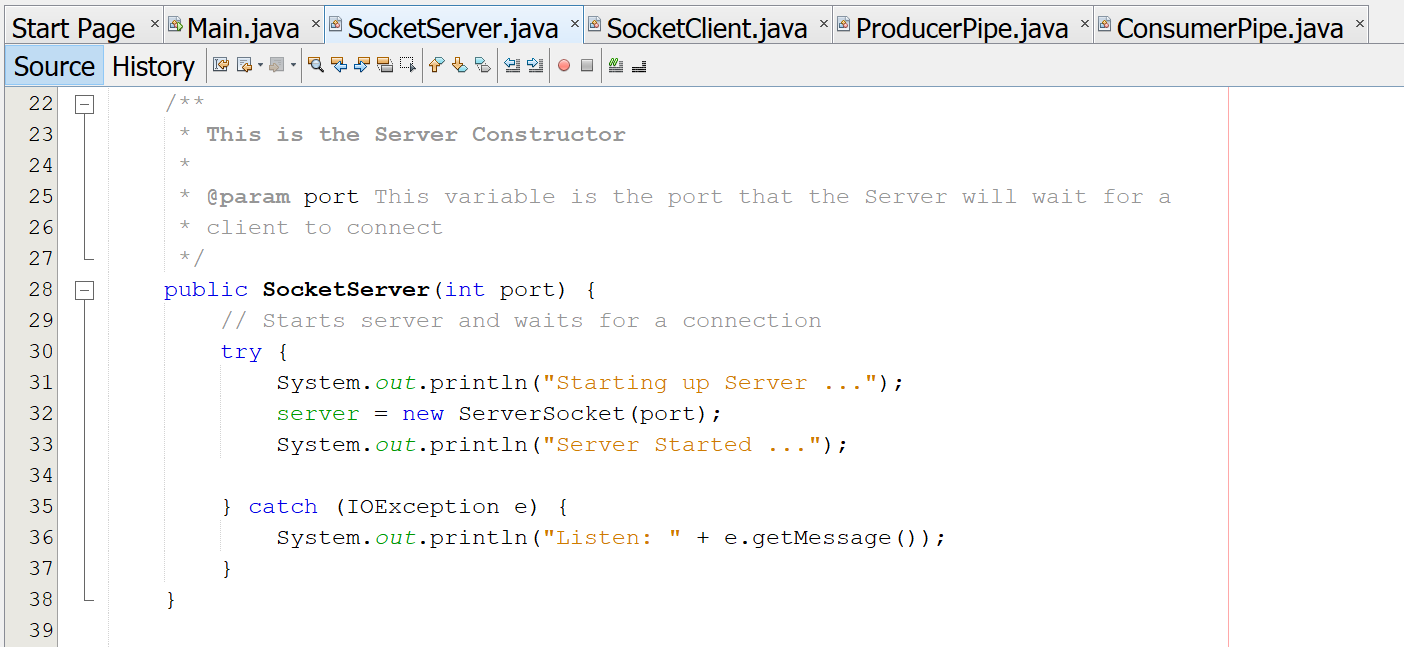 Start Page × Main.java × SocketServer.java × SocketClient.java × ProducerPipe.java × ConsumerPipe.java ×
Source History
22 /**
23 * This is the Server Constructor
24 *
25 * @param port This variable is the port that the Server will wait for a
26 * client to connect
27 */
28 public SocketServer(int port) {
29 // Starts server and waits for a connection
30 try {
31 System.out.println("Starting up Server ...");
32 server = new ServerSocket(port);
33 System.out.println("Server Started ...");
34
35 } catch (IOException e) {
36 System.out.println("Listen: " + e.getMessage());
37 }
38 }
39